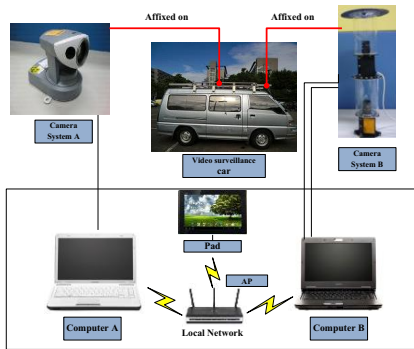 Affixed on
Affixed on
Camera
System A
Video surveillance
car
Camera
System B
Pad
AP
Computer A
Local Network
Computer B